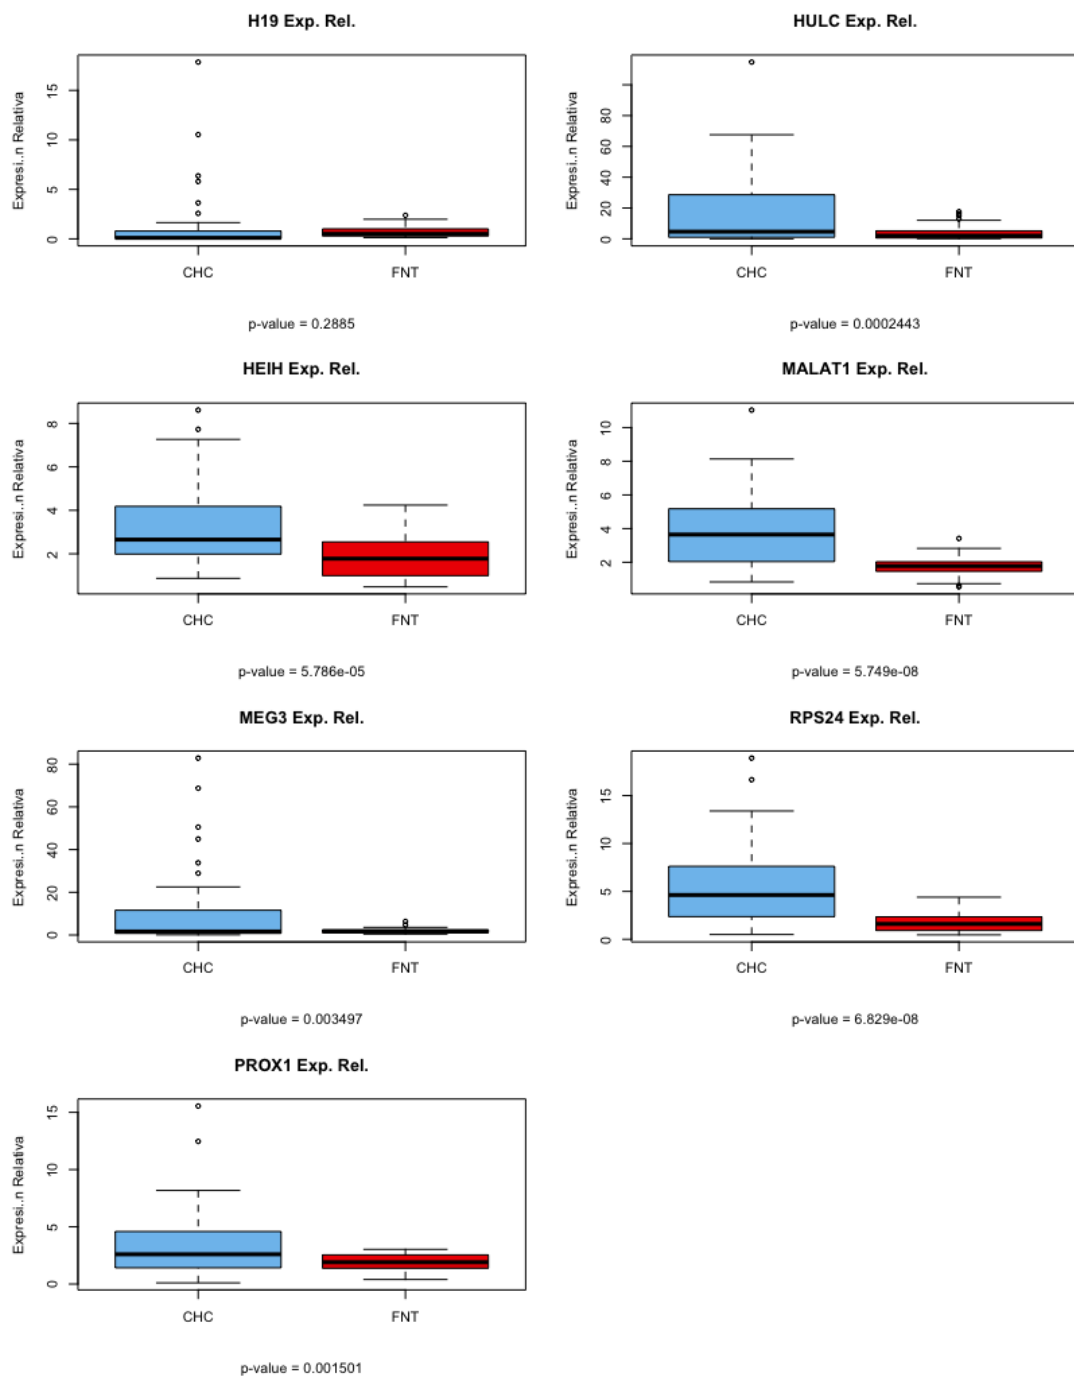 H19 Exp. Rel.
Expresi..n Relativa
15
10
5
0
CHC
FNT
p-value = 0.2885
HULC Exp. Rel.
Expresi..n Relativa
80
60
40
20
0
CHC
FNT
p-value = 0.0002443
HEIH Exp. Rel.
Expresi..n Relativa
8
6
4
2
CHC
FNT
p-value = 5.786e-05
MALAT1 Exp. Rel.
Expresi..n Relativa
10
8
6
4
2
CHC
FNT
p-value = 5.749e-08
MEG3 Exp. Rel.
Expresi..n Relativa
80
60
40
20
0
CHC
FNT
p-value = 0.003497
RPS24 Exp. Rel.
Expresi..n Relativa
15
10
5
0
CHC
FNT
p-value = 6.829e-08
PROX1 Exp. Rel.
Expresi..n Relativa
15
10
5
0
CHC
FNT
p-value = 0.001501